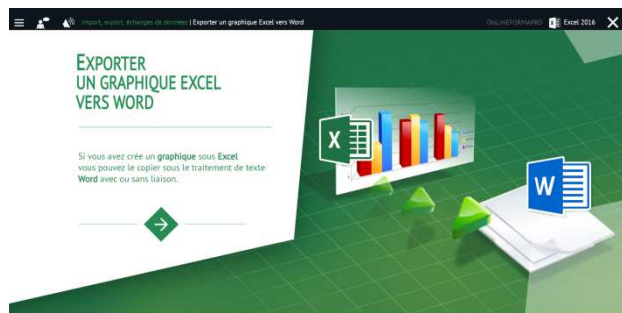 Import, export, échanges de données | Exporter un graphique Excel vers Word
ONLINEFORMAPRO
Excel 2016
EXPORTER
UN GRAPHIQUE EXCEL
VERS WORD
Si vous avez crée un graphique sous Excel
vous pouvez le copier sous le traitement de texte
Word avec ou sans liaison.
X
W